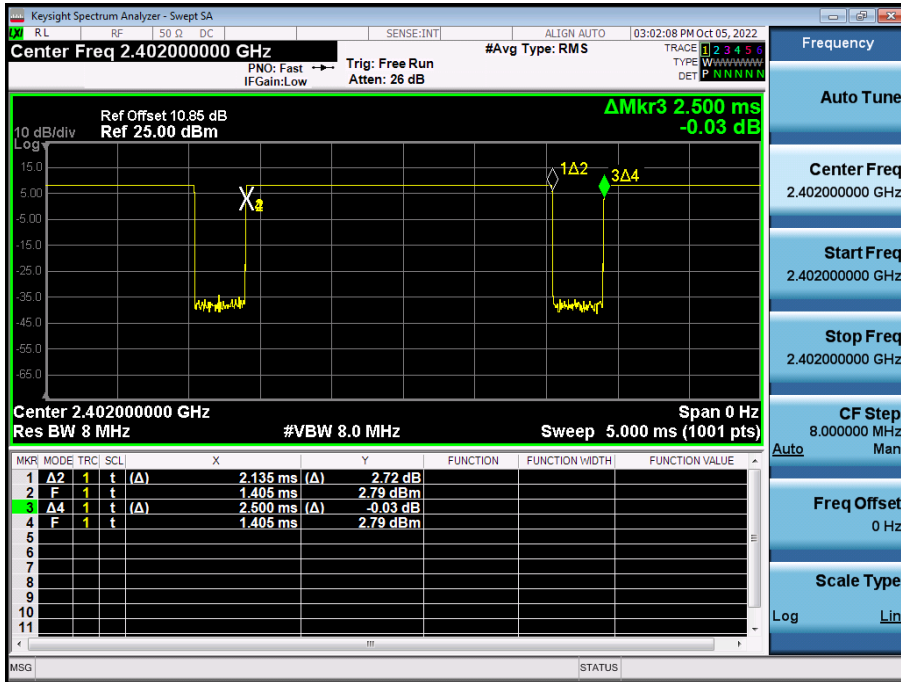 Keysight Spectrum Analyzer - Swept SA
LXI RL RF 50 Ω DC SENSE:INT ALIGN AUTO 03:02:08 PM Oct 05, 2022
Center Freq 2.402000000 GHz #Avg Type: RMS TRACE 1 2 3 4 5 6
PNO: Fast Trig: Free Run TYPE WWWWWW
IFGain:Low Atten: 26 dB DET P N N N N N
ΔMkr3 2.500 ms
-0.03 dB
Ref Offset 10.85 dB
10 dB/div Ref 25.00 dBm
Log
15.0
5.00
-5.00
-15.0
-25.0
-35.0
-45.0
-55.0
-65.0
1Δ2
3Δ4
X
Center 2.402000000 GHz Span 0 Hz
Res BW 8 MHz #VBW 8.0 MHz Sweep 5.000 ms (1001 pts)
MKR MODE TRC SCL X Y FUNCTION FUNCTION WIDTH FUNCTION VALUE
1 Δ2 1 t (Δ) 2.135 ms (Δ) 2.72 dB
2 F 1 t 1.405 ms 2.79 dBm
3 Δ4 1 t (Δ) 2.500 ms (Δ) -0.03 dB
4 F 1 t 1.405 ms 2.79 dBm
5
6
7
8
9
10
11
MSG STATUS
Frequency
Auto Tune
Center Freq
2.402000000 GHz
Start Freq
2.402000000 GHz
Stop Freq
2.402000000 GHz
CF Step
8.000000 MHz
Auto Man
Freq Offset
0 Hz
Scale Type
Log Lin